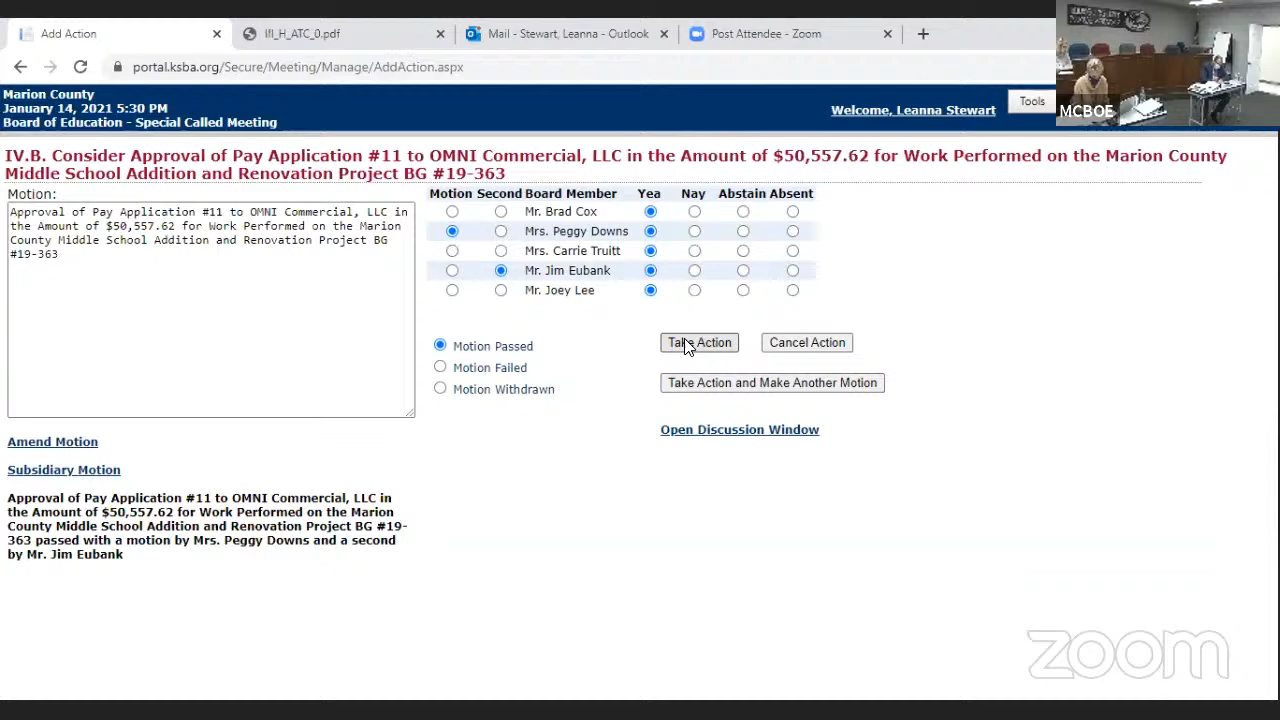 Add Action
I!I_H_ATC_0.pdf
Mail - Stewart, Leanna - Outlook
Post Attendee - Zoom
portal.ksba.org/Secure/Meeting/Manage/AddAction.aspx
MCBOE
Marion County
January 14, 2021 5:30 PM
Board of Education - Special Called Meeting
Welcome, Leanna Stewart
Tools
IV.B. Consider Approval of Pay Application #11 to OMNI Commercial, LLC in the Amount of $50,557.62 for Work Performed on the Marion County
Middle School Addition and Renovation Project BG #19-363
Motion:
Approval of Pay Application #11 to OMNI Commercial, LLC in
the Amount of $50,557.62 for Work Performed on the Marion
County Middle School Addition and Renovation Project BG
#19-363
Motion Second Board Member Yea Nay Abstain Absent
Mr. Brad Cox
Mrs. Peggy Downs
Mrs. Carrie Truitt
Mr. Jim Eubank
Mr. Joey Lee
Motion Passed
Motion Failed
Motion Withdrawn
Take Action
Cancel Action
Take Action and Make Another Motion
Open Discussion Window
Amend Motion
Subsidiary Motion
Approval of Pay Application #11 to OMNI Commercial, LLC in
the Amount of $50,557.62 for Work Performed on the Marion
County Middle School Addition and Renovation Project BG #19-
363 passed with a motion by Mrs. Peggy Downs and a second
by Mr. Jim Eubank
zoom